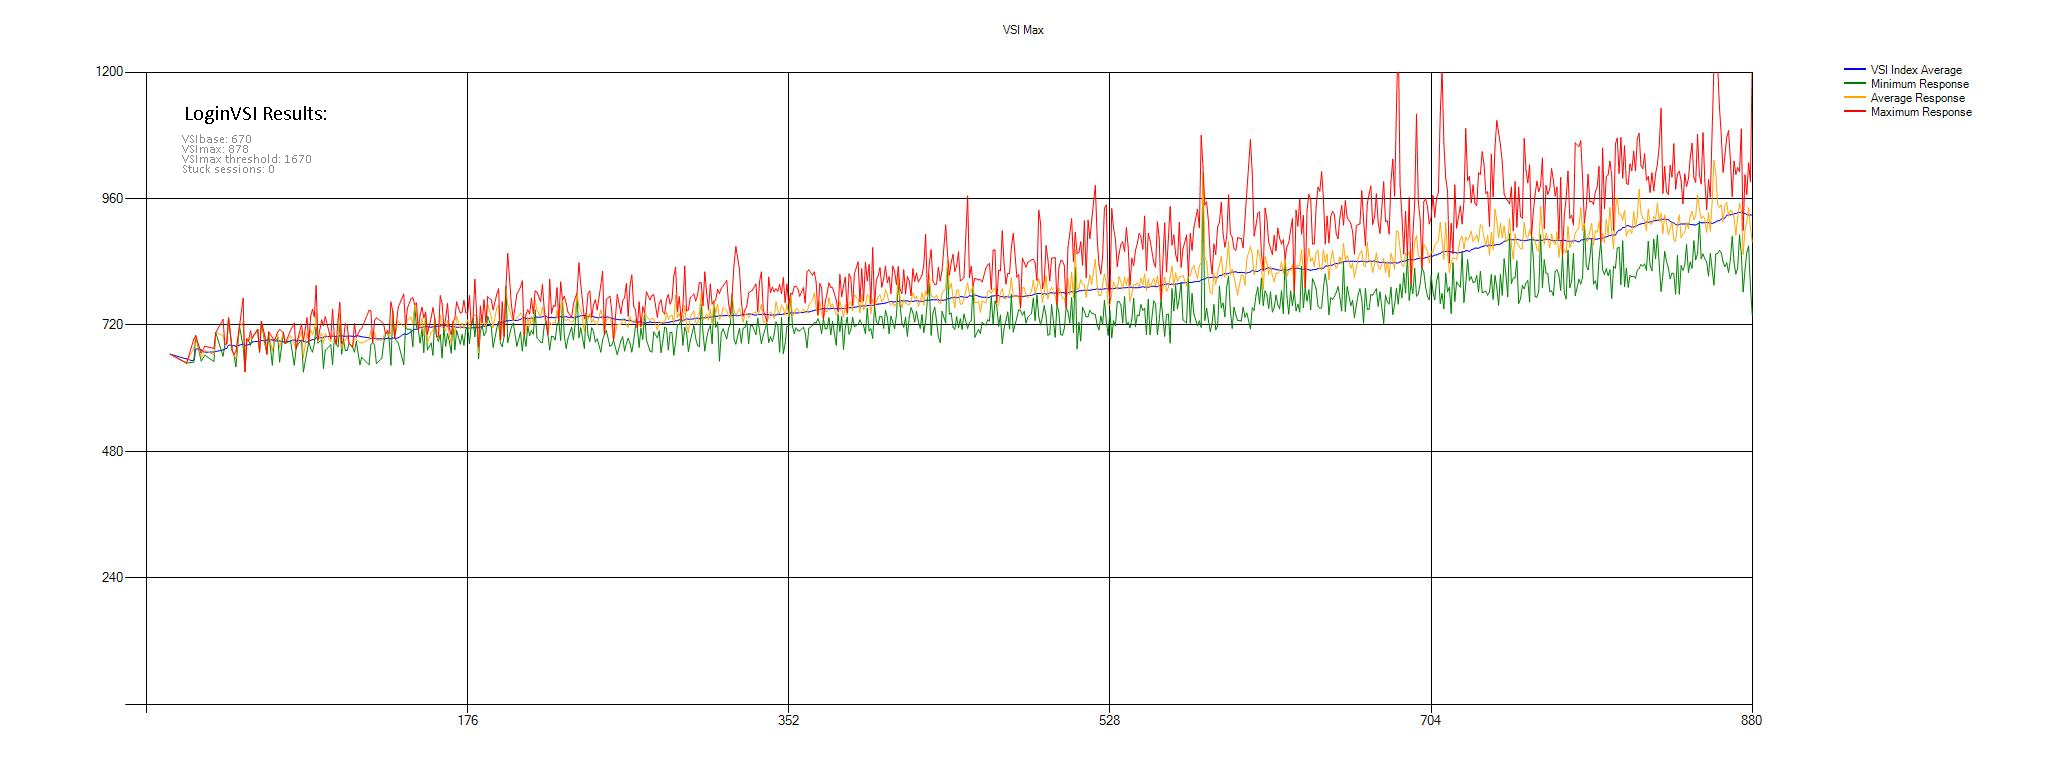 VSI Max
1200
960
720
480
240
LoginVSI Results:
VSIbase: 670
VSImax: 878
VSImax threshold: 1670
Stuck sessions: 0
VSI Index Average
Minimum Response
Average Response
Maximum Response
176
352
528
704
880